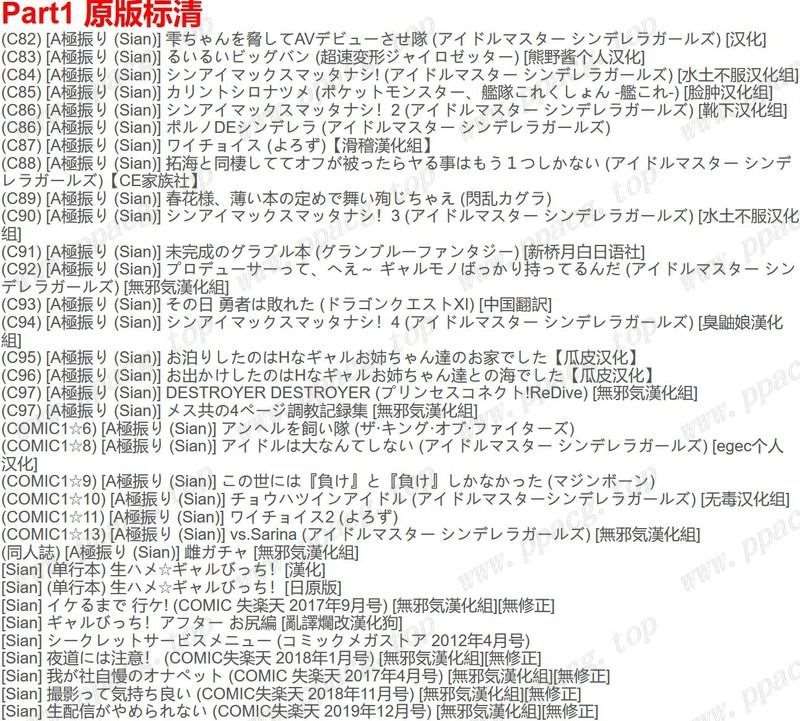 Part1 原版标清
(C82) [A極振り (Sian)] 雫ちゃんを脅してAVデビューさせ隊 (アイドルマスター シンデレラガールズ) [汉化]
(C83) [A極振り (Sian)] るいるいビッグバン (超速变形ジャイロゼッター) [熊野酱个人汉化]
(C84) [A極振り (Sian)] シンアイマックスマッタナシ! (アイドルマスター シンデレラガールズ) [水土不服汉化组]
(C85) [A極振り (Sian)] カリントシロナツメ (ポケットモンスター、艦隊これくしょん -艦これ-) [脸肿汉化组]
(C86) [A極振り (Sian)] シンアイマックスマッタナシ！2 (アイドルマスター シンデレラガールズ) [靴下汉化组]
(C86) [A極振り (Sian)] ポルノDEシンデレラ (アイドルマスター シンデレラガールズ)
(C87) [A極振り (Sian)] ワイチョイス (よろず)【滑稽漢化組】
(C88) [A極振り (Sian)] 拓海と同棲しててオフが被ったらヤる事はもう１つしかない (アイドルマスター シンデ
レラガールズ)【CE家族社】
(C89) [A極振り (Sian)] 春花様、薄い本の定めで舞い殉じちゃえ (閃乱カグラ)
(C90) [A極振り (Sian)] シンアイマックスマッタナシ！3 (アイドルマスター シンデレラガールズ) [水土不服汉化
组]
(C91) [A極振り (Sian)] 未完成のグラブル本 (グランブルーファンタジー) [新桥月白日语社]
(C92) [A極振り (Sian)] プロデューサーって、へえ～ ギャルモノばっかり持ってるんだ (アイドルマスター シン
デレラガールズ) [無邪気漢化組]
(C93) [A極振り (Sian)] その日 勇者は敗れた (ドラゴンクエストXI) [中国翻訳]
(C94) [A極振り (Sian)] シンアイマックスマッタナシ！4 (アイドルマスター シンデレラガールズ) [臭鼬娘漢化
組]
(C95) [A極振り (Sian)] お泊りしたのはHなギャルお姉ちゃん達のお家でした【瓜皮汉化】
(C96) [A極振り (Sian)] お出かけしたのはHなギャルお姉ちゃん達との海でした【瓜皮汉化】
(C97) [A極振り (Sian)] DESTROYER DESTROYER (プリンセスコネクト!ReDive) [無邪気漢化組]
(C97) [A極振り (Sian)] メス共の4ページ調教記録集 [無邪気漢化組]
(COMIC1☆6) [A極振り (Sian)] アンヘルを飼い隊 (ザ·キング·オブ·ファイターズ)
(COMIC1☆8) [A極振り (Sian)] アイドルは大なんてしない (アイドルマスター シンデレラガールズ) [egec个人
汉化]
(COMIC1☆9) [A極振り (Sian)] この世には『負け』と『負け』しかなかった (マジンボーン)
(COMIC1☆10) [A極振り (Sian)] チョウハツインアイドル (アイドルマスターシンデレラガールズ) [无毒汉化组]
(COMIC1☆11) [A極振り (Sian)] ワイチョイス2 (よろず)
(COMIC1☆13) [A極振り (Sian)] vs.Sarina (アイドルマスター シンデレラガールズ) [無邪気漢化組]
(同人誌) [A極振り (Sian)] 雌ガチャ [無邪気漢化組]
[Sian] (单行本) 生ハメ☆ギャルびっち！[漢化]
[Sian] (单行本) 生ハメ☆ギャルびっち！[日原版]
[Sian] イケるまで 行ケ! (COMIC 失楽天 2017年9月号) [無邪気漢化組][無修正]
[Sian] ギャルびっち！アフター お尻編 [亂譯爛改漢化狗]
[Sian] シークレットサービスメニュー (コミックメガストア 2012年4月号)
[Sian] 夜道には注意！ (COMIC失楽天 2018年1月号) [無邪気漢化組][無修正]
[Sian] 我が社自慢のオナペット (COMIC 失楽天 2017年4月号) [無邪気漢化組]
[Sian] 撮影って気持ち良い (COMIC失楽天 2018年11月号) [無邪気漢化組]
[Sian] 生配信がやめられない (COMIC失楽天 2019年12月号) [無邪気漢化組][無修正]
www.ppacg.top